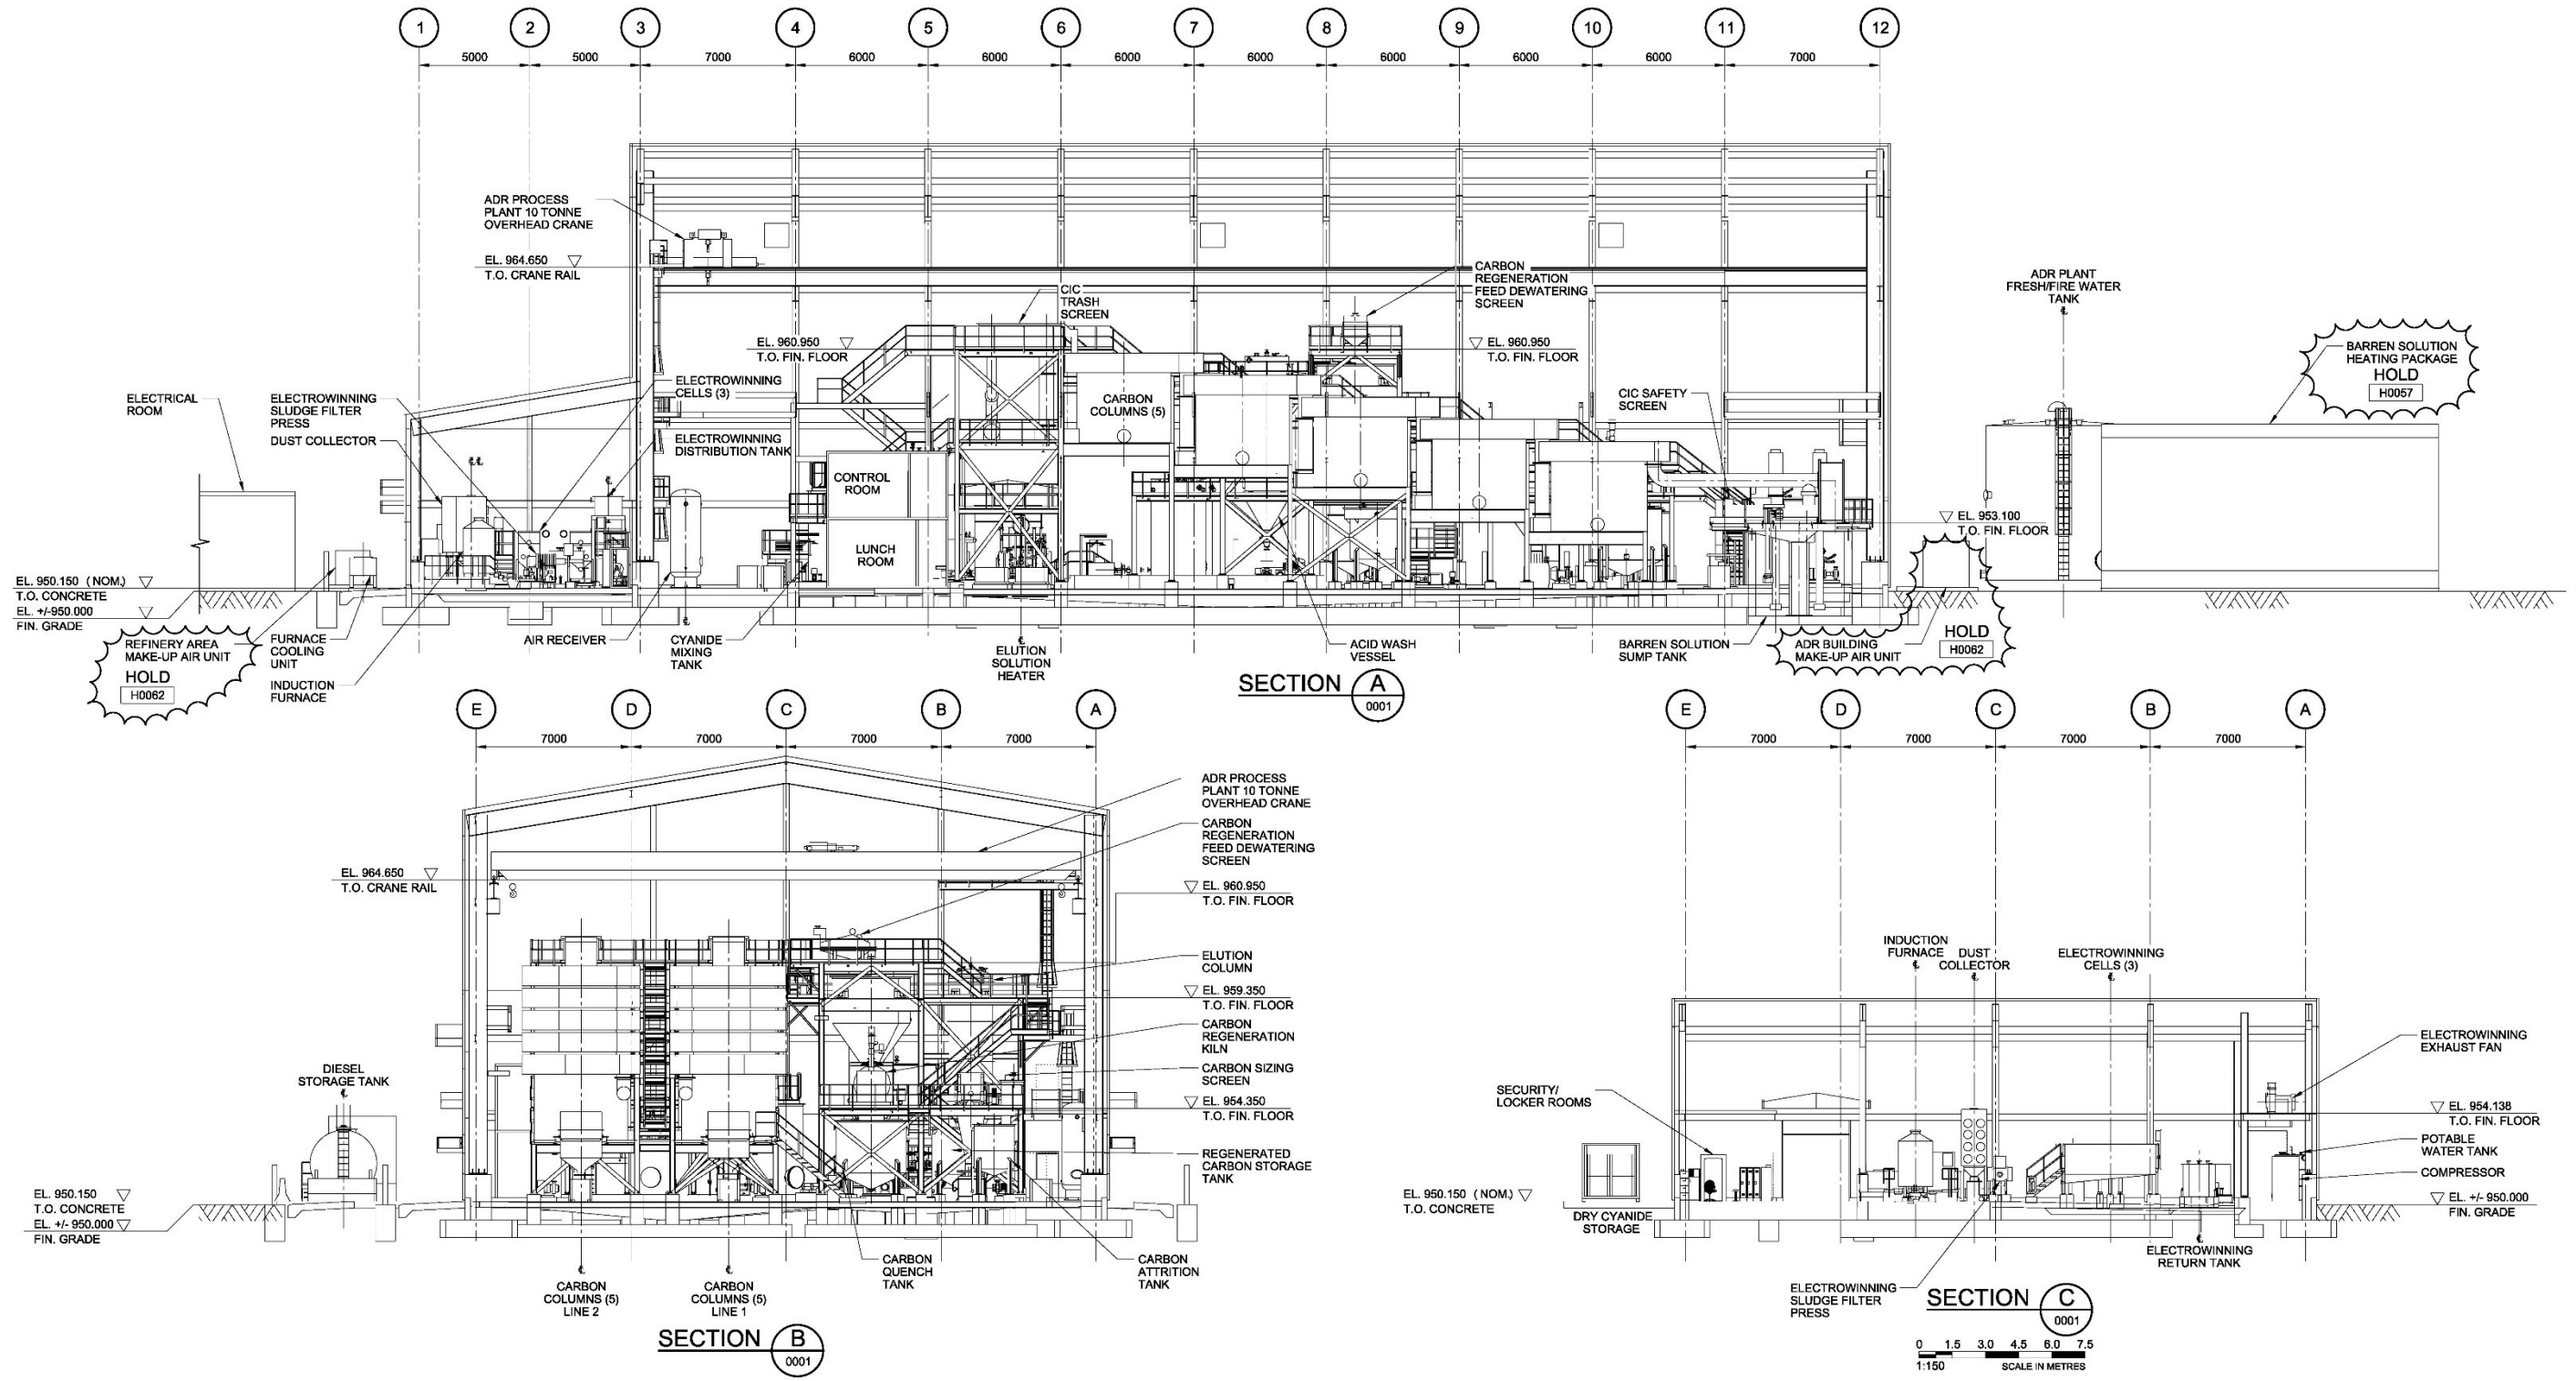 1 2 3 4 5 6 7 8 9 10 11 12
5000 5000 7000 6000 6000 6000 6000 6000 6000 6000 7000
ADR PROCESS
PLANT 10 TONNE
OVERHEAD CRANE
EL. 964.650
T.O. CRANE RAIL
CIC
TRASH
SCREEN
CARBON
REGENERATION
FEED DEWATERING
SCREEN
ADR PLANT
FRESH/FIRE WATER
TANK
EL. 960.950
T.O. FIN. FLOOR
EL. 960.950
T.O. FIN. FLOOR
BARREN SOLUTION
HEATING PACKAGE
HOLD
H0057
ELECTRICAL
ROOM
ELECTROWINNING
SLUDGE FILTER
PRESS
DUST COLLECTOR
ELECTROWINNING
CELLS (3)
ELECTROWINNING
DISTRIBUTION TANK
CARBON
COLUMNS (5)
CIC SAFETY
SCREEN
CONTROL
ROOM
LUNCH
ROOM
EL. 953.100
T.O. FIN. FLOOR
EL. 950.150 (NOM.)
T.O. CONCRETE
EL. +/-950.000
FIN. GRADE
REFINERY AREA
MAKE-UP AIR UNIT
HOLD
H0062
FURNACE
COOLING
UNIT
INDUCTION
FURNACE
AIR RECEIVER
CYANIDE
MIXING
TANK
ELUTION
SOLUTION
HEATER
ACID WASH
VESSEL
BARREN SOLUTION
SUMP TANK
ADR BUILDING
MAKE-UP AIR UNIT
HOLD
H0062
SECTION A
0001
E D C B A
7000 7000 7000 7000
ADR PROCESS
PLANT 10 TONNE
OVERHEAD CRANE
CARBON
REGENERATION
FEED DEWATERING
SCREEN
EL. 964.650
T.O. CRANE RAIL
EL. 960.950
T.O. FIN. FLOOR
ELUTION
COLUMN
EL. 959.350
T.O. FIN. FLOOR
CARBON
REGENERATION
KILN
CARBON SIZING
SCREEN
EL. 954.350
T.O. FIN. FLOOR
DIESEL
STORAGE TANK
REGENERATED
CARBON STORAGE
TANK
EL. 950.150
T.O. CONCRETE
EL. +/- 950.000
FIN. GRADE
CARBON
COLUMNS (5)
LINE 2
CARBON
COLUMNS (5)
LINE 1
CARBON
QUENCH
TANK
CARBON
ATTRITION
TANK
SECTION B
0001
E D C B A
7000 7000 7000 7000
INDUCTION
FURNACE
DUST
COLLECTOR
ELECTROWINNING
CELLS (3)
ELECTROWINNING
EXHAUST FAN
SECURITY/
LOCKER ROOMS
EL. 954.138
T.O. FIN. FLOOR
POTABLE
WATER TANK
COMPRESSOR
EL. 950.150 (NOM.)
T.O. CONCRETE
EL. +/- 950.000
FIN. GRADE
DRY CYANIDE
STORAGE
ELECTROWINNING
RETURN TANK
ELECTROWINNING
SLUDGE FILTER
PRESS
SECTION C
0001
0 1.5 3.0 4.5 6.0 7.5
1:150 SCALE IN METRES